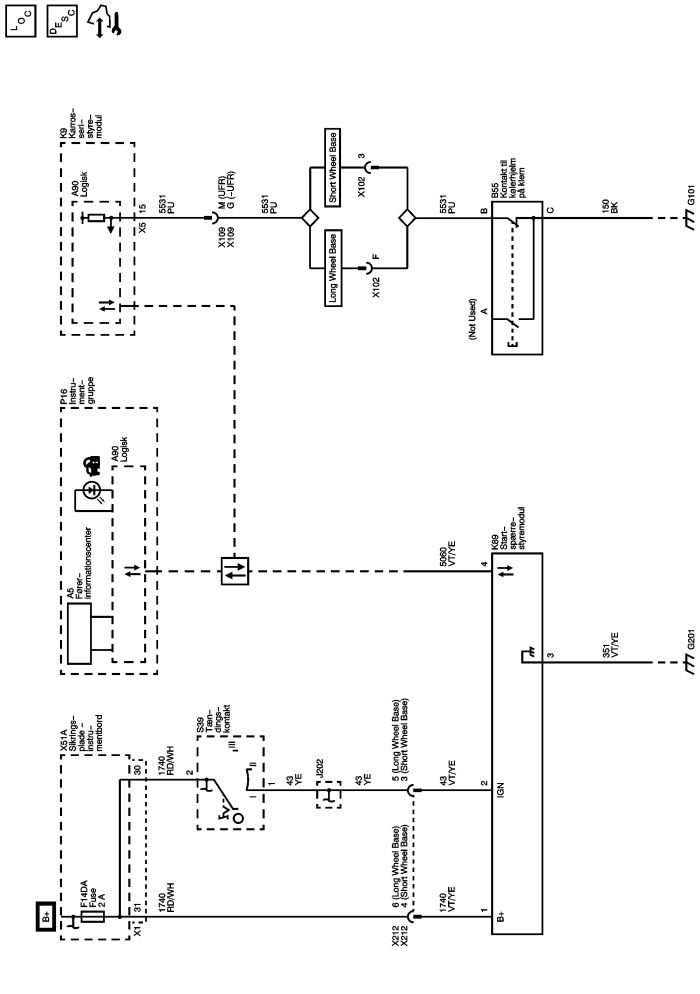 LOC
DESC
B+
X51A
Sikrings–
plade –
instru–
mentbord
F14DA
Fuse
2 A
31
X1
30
1740
RD/WH
1740
RD/WH
2
S39
Tæn–
dings–
kontakt
I
II
III
1
43
YE
J202
43
YE
X212
X212
6 (Long Wheel Base)
4 (Short Wheel Base)
5 (Long Wheel Base)
3 (Short Wheel Base)
1740
VT/YE
43
VT/YE
1
B+
2
IGN
3
351
VT/YE
G201
4
5060
VT/YE
K89
Start–
spærre–
styremodul
P16
Instru–
ment–
gruppe
A5
Fører–
informationscenter
A90
Logisk
K9
Karros–
seri–
styre–
modul
A90
Logisk
15
X5
5531
PU
M (UFR)
G (–UFR)
X109
X109
5531
PU
Long Wheel Base
Short Wheel Base
X102
F
X102
3
5531
PU
(Not Used)
A
B
B55
Kontakt til
kølerhjelm
på klem
C
150
BK
G101